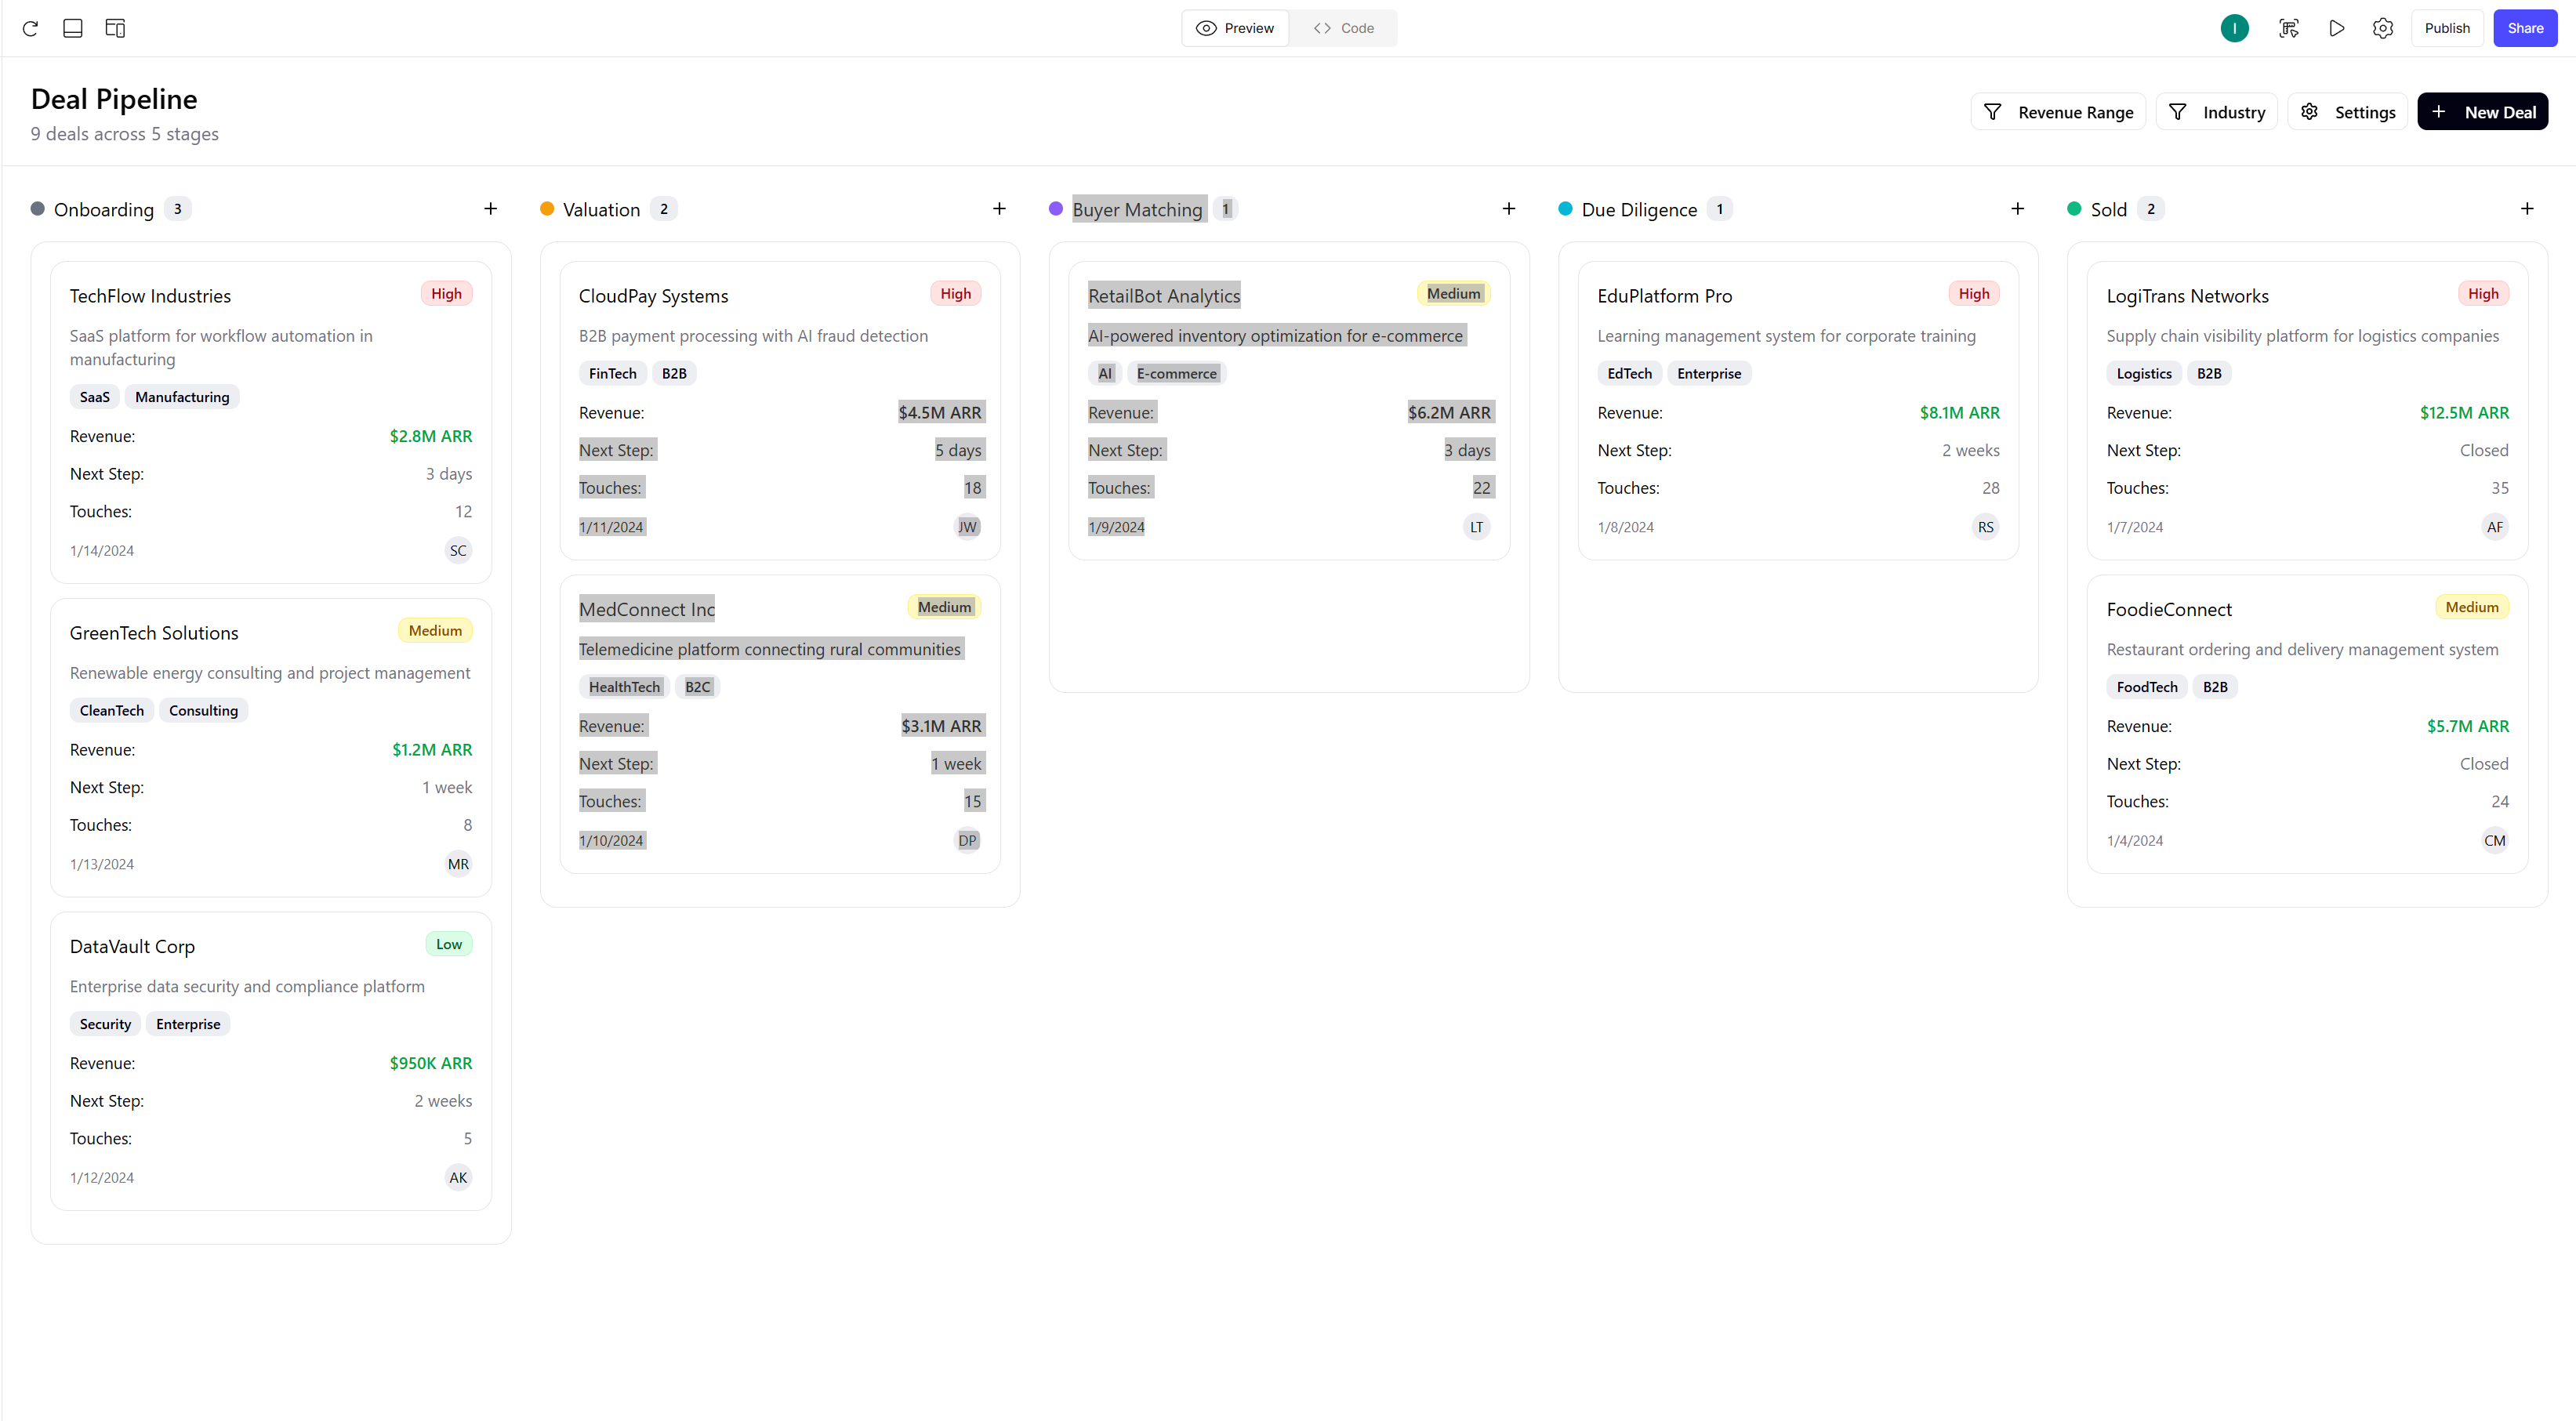 Preview
Code
I
Publish
Share
Deal Pipeline
9 deals across 5 stages
Revenue Range
Industry
Settings
New Deal
Onboarding 3
TechFlow Industries High
SaaS platform for workflow automation in
manufacturing
SaaS Manufacturing
Revenue: $2.8M ARR
Next Step: 3 days
Touches: 12
1/14/2024 SC
GreenTech Solutions Medium
Renewable energy consulting and project management
CleanTech Consulting
Revenue: $1.2M ARR
Next Step: 1 week
Touches: 8
1/13/2024 MR
DataVault Corp Low
Enterprise data security and compliance platform
Security Enterprise
Revenue: $950K ARR
Next Step: 2 weeks
Touches: 5
1/12/2024 AK
Valuation 2
CloudPay Systems High
B2B payment processing with AI fraud detection
FinTech B2B
Revenue: $4.5M ARR
Next Step: 5 days
Touches: 18
1/11/2024 JW
MedConnect Inc Medium
Telemedicine platform connecting rural communities
HealthTech B2C
Revenue: $3.1M ARR
Next Step: 1 week
Touches: 15
1/10/2024 DP
Buyer Matching 1
RetailBot Analytics Medium
AI-powered inventory optimization for e-commerce
AI E-commerce
Revenue: $6.2M ARR
Next Step: 3 days
Touches: 22
1/9/2024 LT
Due Diligence 1
EduPlatform Pro High
Learning management system for corporate training
EdTech Enterprise
Revenue: $8.1M ARR
Next Step: 2 weeks
Touches: 28
1/8/2024 RS
Sold 2
LogiTrans Networks High
Supply chain visibility platform for logistics companies
Logistics B2B
Revenue: $12.5M ARR
Next Step: Closed
Touches: 35
1/7/2024 AF
FoodieConnect Medium
Restaurant ordering and delivery management system
FoodTech B2B
Revenue: $5.7M ARR
Next Step: Closed
Touches: 24
1/4/2024 CM